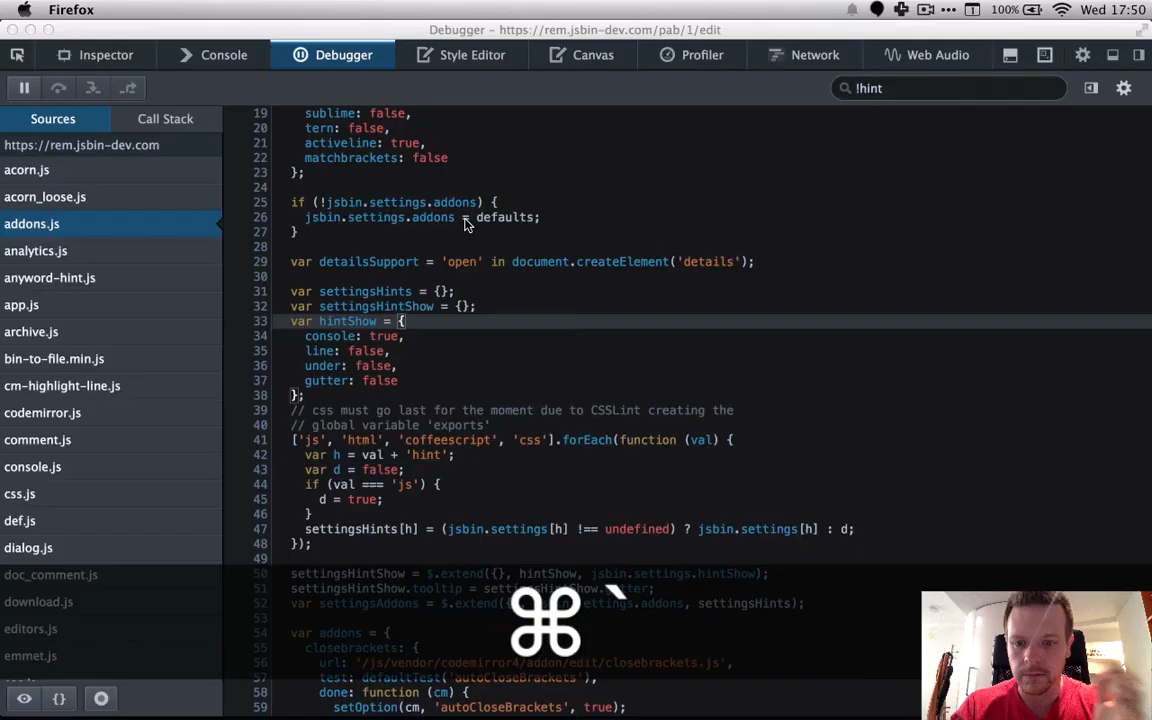 Firefox
100%
Wed 17:50
Debugger - https://rem.jsbin-dev.com/pab/1/edit
Inspector
Console
Debugger
Style Editor
Canvas
Profiler
Network
Web Audio
!hint
Sources
Call Stack
https://rem.jsbin-dev.com
acorn.js
acorn_loose.js
addons.js
analytics.js
anyword-hint.js
app.js
archive.js
bin-to-file.min.js
cm-highlight-line.js
codemirror.js
comment.js
console.js
css.js
def.js
dialog.js
doc_comment.js
download.js
editors.js
emmet.js
19 sublime: false,
20 tern: false,
21 activeline: true,
22 matchbrackets: false
23 };
24
25 if (!jsbin.settings.addons) {
26 jsbin.settings.addons = defaults;
27 }
28
29 var detailsSupport = 'open' in document.createElement('details');
30
31 var settingsHints = {};
32 var settingsHintShow = {};
33 var hintShow = {
34 console: true,
35 line: false,
36 under: false,
37 gutter: false
38 };
39 // css must go last for the moment due to CSSLint creating the
40 // global variable 'exports'
41 ['js', 'html', 'coffeescript', 'css'].forEach(function (val) {
42 var h = val + 'hint';
43 var d = false;
44 if (val === 'js') {
45 d = true;
46 }
47 settingsHints[h] = (jsbin.settings[h] !== undefined) ? jsbin.settings[h] : d;
48 });
49
50 settingsHintShow = $.extend({}, hintShow, jsbin.settings.hintShow);
51 settingsHintShow.tooltip =
52 var settingsAddons = $.extend({ settings.addons, settingsHints);
53
54 var addons = {
55 closebrackets: {
56 url: '/js/vendor/codemirror4/addon/edit/closebrackets.js',
57 test: defaultTest('autoCloseBrackets'),
58 done: function (cm) {
59 setOption(cm, 'autoCloseBrackets', true);
⌘ `